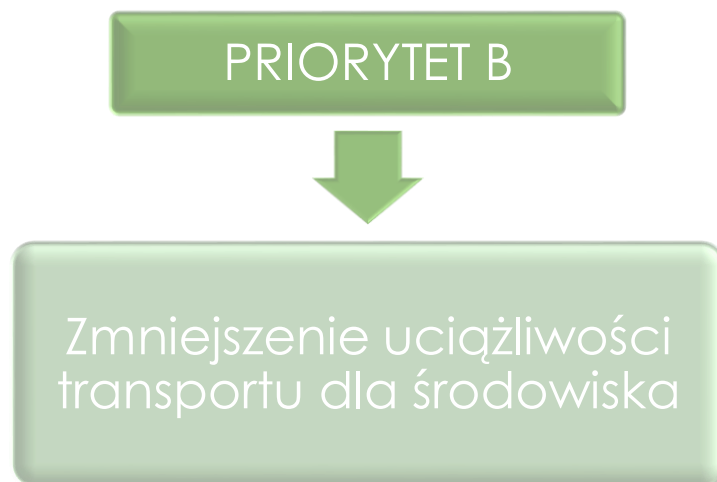 PRIORYTET B
Zmniejszenie uciążliwości
transportu dla środowiska